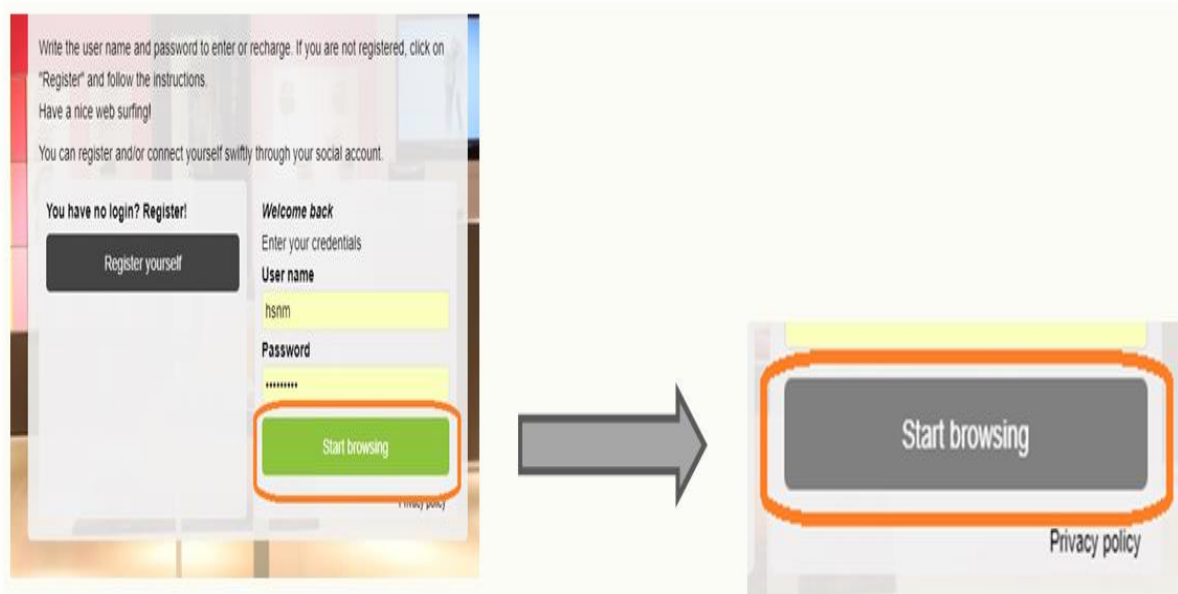 Write the user name and password to enter or recharge. If you are not registered, click on
"Register" and follow the instructions.
Have a nice web surfing!
You can register and/or connect yourself swiftly through your social account.
You have no login? Register!
Register yourself
Welcome back
Enter your credentials
User name
hsnm
Password
•••••••••
Start browsing
Privacy policy
Start browsing
Privacy policy